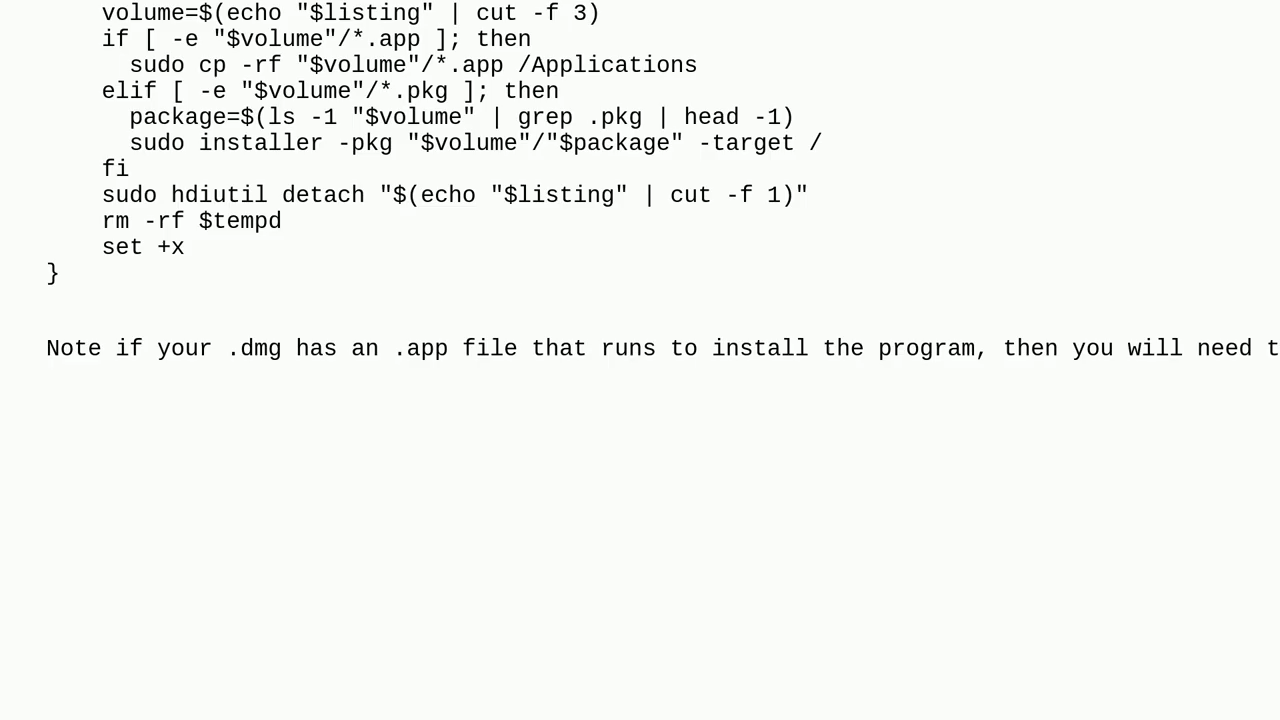 volume=$(echo "$listing" | cut -f 3)
if [ -e "$volume"/*.app ]; then
sudo cp -rf "$volume"/*.app /Applications
elif [ -e "$volume"/*.pkg ]; then
package=$(ls -1 "$volume" | grep .pkg | head -1)
sudo installer -pkg "$volume"/"$package" -target /
fi
sudo hdiutil detach "$(echo "$listing" | cut -f 1)"
rm -rf $tempd
set +x
}
Note if your .dmg has an .app file that runs to install the program, then you will need t